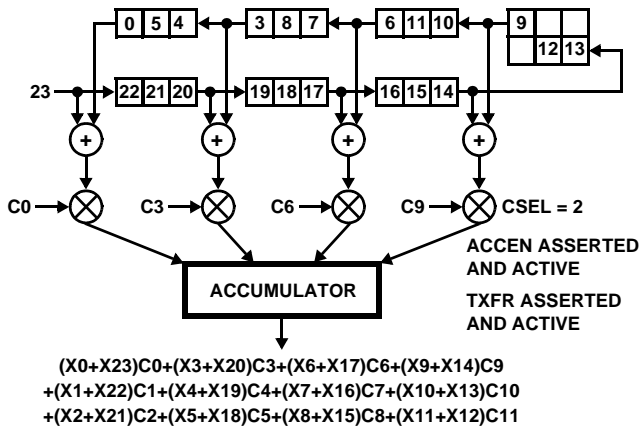 0 5 4 3 8 7 6 11 10 9
12 13
23 22 21 20 19 18 17 16 15 14
+ + + +
C0 C3 C6 C9 CSEL = 2
ACCEN ASSERTED
AND ACTIVE
ACCUMULATOR
TXFR ASSERTED
AND ACTIVE
(X0+X23)C0+(X3+X20)C3+(X6+X17)C6+(X9+X14)C9
+(X1+X22)C1+(X4+X19)C4+(X7+X16)C7+(X10+X13)C10
+(X2+X21)C2+(X5+X18)C5+(X8+X15)C8+(X11+X12)C11